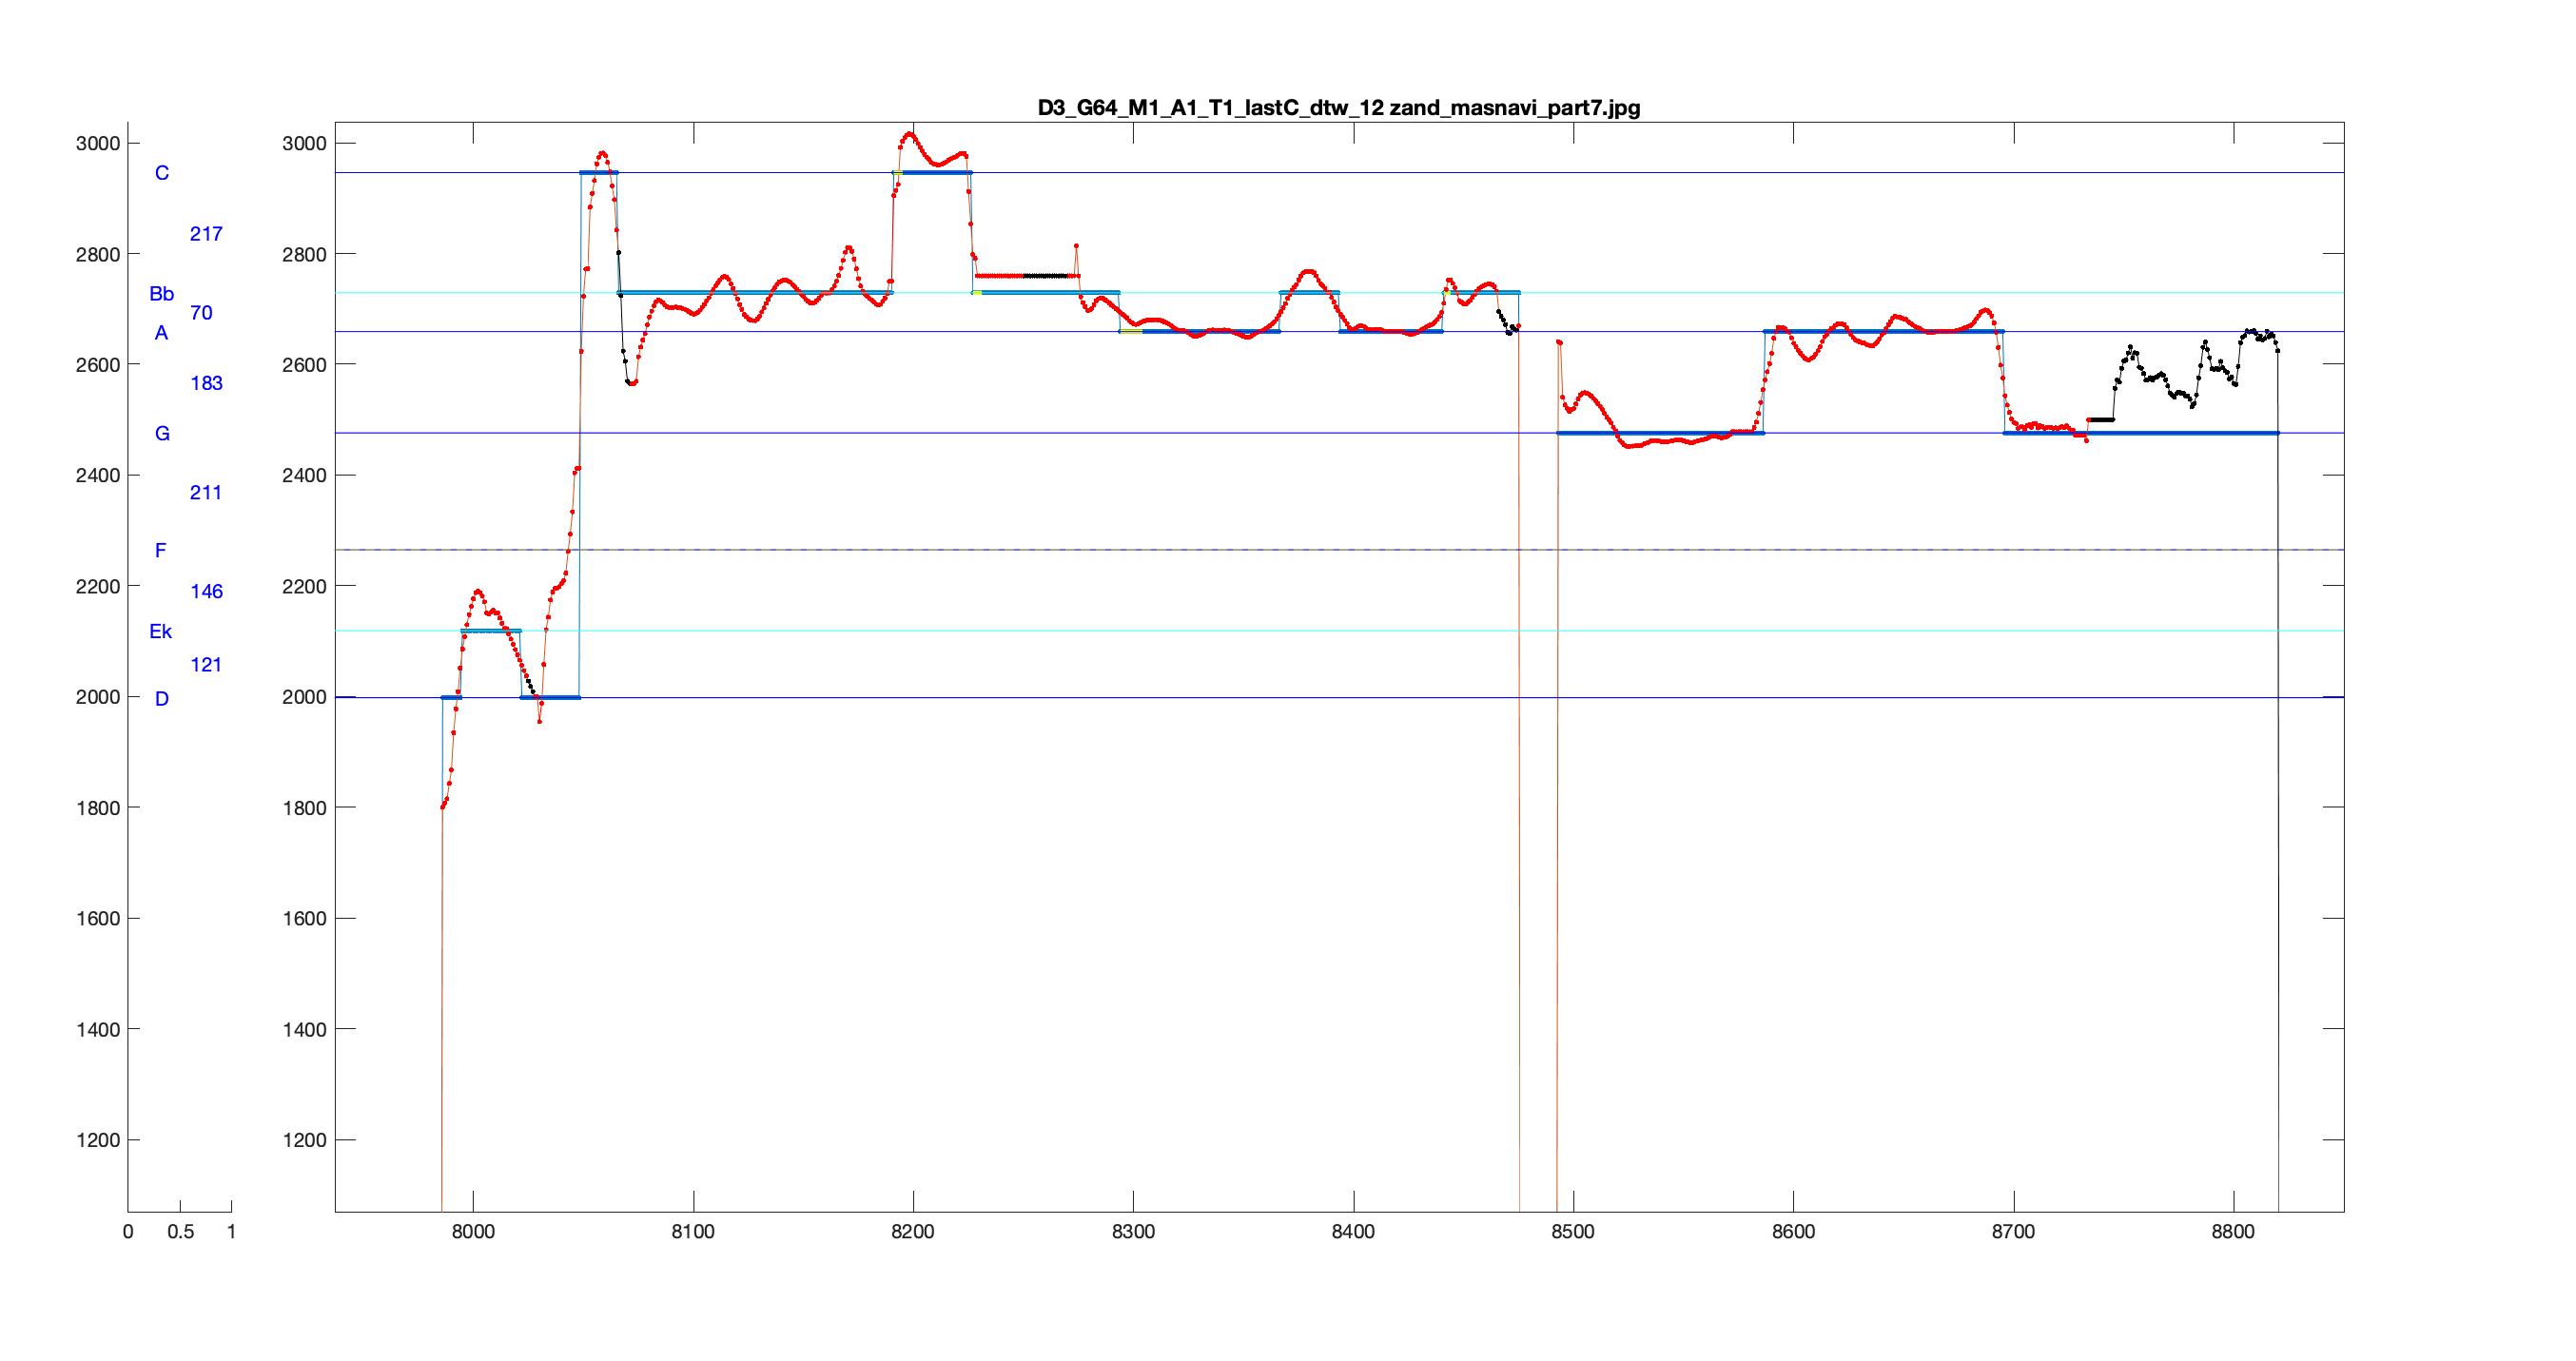 D3_G64_M1_A1_T1_lastC_dtw_12 zand_masnavi_part7.jpg
3000 3000
C
217
2800 2800
Bb
70
A
2600 2600
183
G
2400 2400
211
F
2200 2200
146
Ek
121
2000 D 2000
1800 1800
1600 1600
1400 1400
1200 1200
0 0.5 1 8000 8100 8200 8300 8400 8500 8600 8700 8800